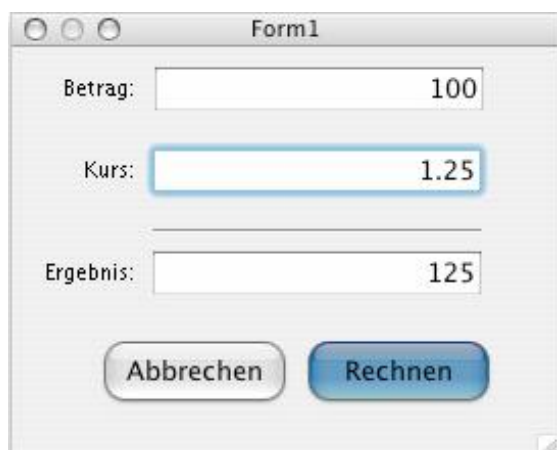 Form1
Betrag: 100
Kurs: 1.25
Ergebnis: 125
Abbrechen Rechnen